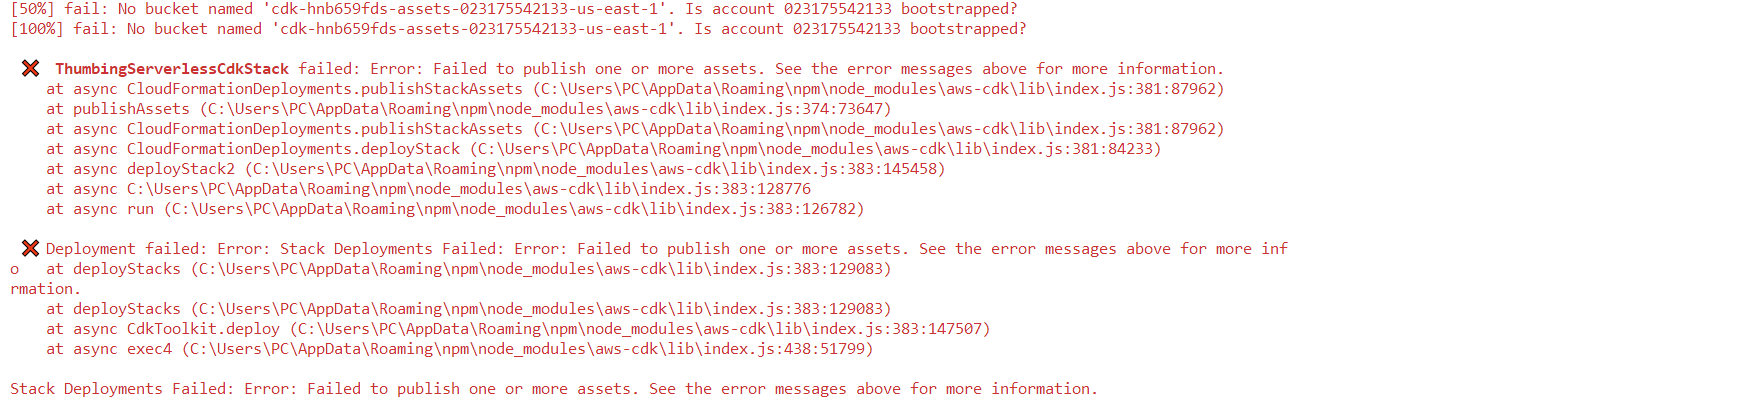 [50%] fail: No bucket named 'cdk-hnb659fds-assets-023175542133-us-east-1'. Is account 023175542133 bootstrapped?
[100%] fail: No bucket named 'cdk-hnb659fds-assets-023175542133-us-east-1'. Is account 023175542133 bootstrapped?
❌ ThumbingServerlessCdkStack failed: Error: Failed to publish one or more assets. See the error messages above for more information.
at async CloudFormationDeployments.publishStackAssets (C:\Users\PC\AppData\Roaming\npm\node_modules\aws-cdk\lib\index.js:381:87962)
at publishAssets (C:\Users\PC\AppData\Roaming\npm\node_modules\aws-cdk\lib\index.js:374:73647)
at async CloudFormationDeployments.publishStackAssets (C:\Users\PC\AppData\Roaming\npm\node_modules\aws-cdk\lib\index.js:381:87962)
at async CloudFormationDeployments.deployStack (C:\Users\PC\AppData\Roaming\npm\node_modules\aws-cdk\lib\index.js:381:84233)
at async deployStack2 (C:\Users\PC\AppData\Roaming\npm\node_modules\aws-cdk\lib\index.js:383:145458)
at async C:\Users\PC\AppData\Roaming\npm\node_modules\aws-cdk\lib\index.js:383:128776
at async run (C:\Users\PC\AppData\Roaming\npm\node_modules\aws-cdk\lib\index.js:383:126782)
❌ Deployment failed: Error: Stack Deployments Failed: Error: Failed to publish one or more assets. See the error messages above for more inf
o at deployStacks (C:\Users\PC\AppData\Roaming\npm\node_modules\aws-cdk\lib\index.js:383:129083)
rmation.
at deployStacks (C:\Users\PC\AppData\Roaming\npm\node_modules\aws-cdk\lib\index.js:383:129083)
at async CdkToolkit.deploy (C:\Users\PC\AppData\Roaming\npm\node_modules\aws-cdk\lib\index.js:383:147507)
at async exec4 (C:\Users\PC\AppData\Roaming\npm\node_modules\aws-cdk\lib\index.js:438:51799)
Stack Deployments Failed: Error: Failed to publish one or more assets. See the error messages above for more information.